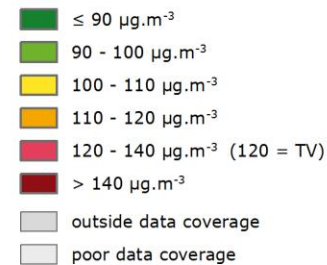 ≤ 90 µg.m⁻³
90 - 100 µg.m⁻³
100 - 110 µg.m⁻³
110 - 120 µg.m⁻³
120 - 140 µg.m⁻³ (120 = TV)
> 140 µg.m⁻³
outside data coverage
poor data coverage